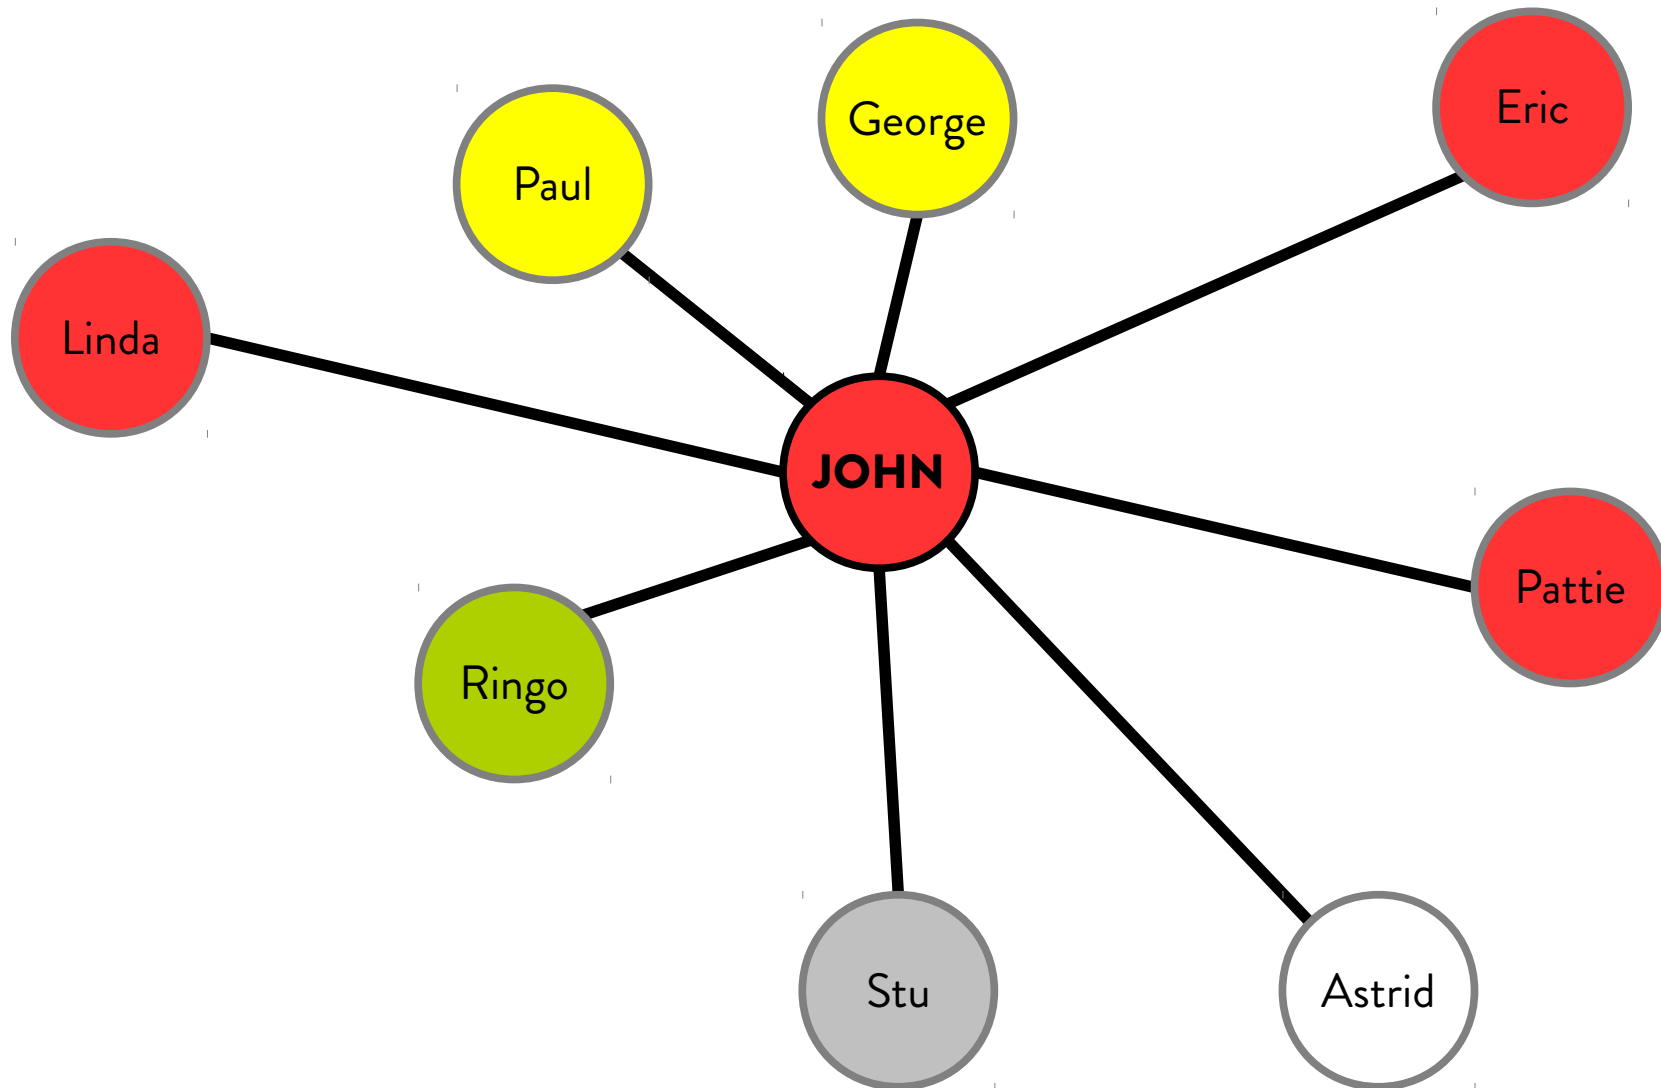 George
Eric
Paul
Linda
JOHN
Pattie
Ringo
Stu
Astrid